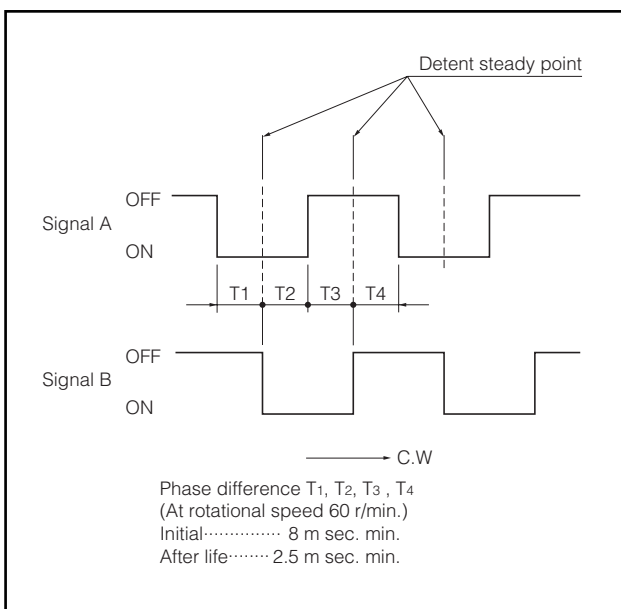 Detent steady point
OFF
Signal A
ON
T1 T2 T3 T4
OFF
Signal B
ON
C.W
Phase difference T1, T2, T3 , T4
(At rotational speed 60 r/min.)
Initial··············· 8 m sec. min.
After life········ 2.5 m sec. min.